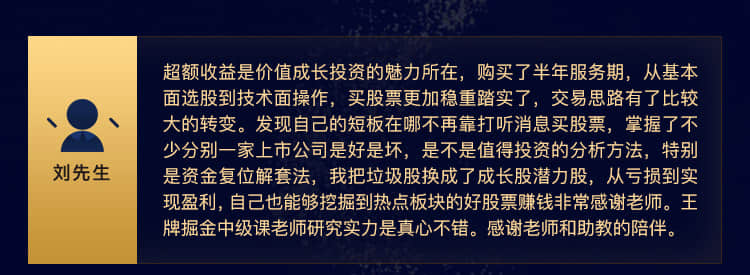 超额收益是价值成长投资的魅力所在，购买了半年服务期，从基本
面选股到技术面操作，买股票更加稳重踏实了，交易思路有了比较
大的转变。发现自己的短板在哪不再靠打听消息买股票，掌握了不
少分别一家上市公司是好是坏，是不是值得投资的分析方法，特别
是资金复位解套法，我把垃圾股换成了成长股潜力股，从亏损到实
现盈利，自己也能够挖掘到热点板块的好股票赚钱非常感谢老师。王
牌掘金中级课老师研究实力是真心不错。感谢老师和助教的陪伴。
刘先生